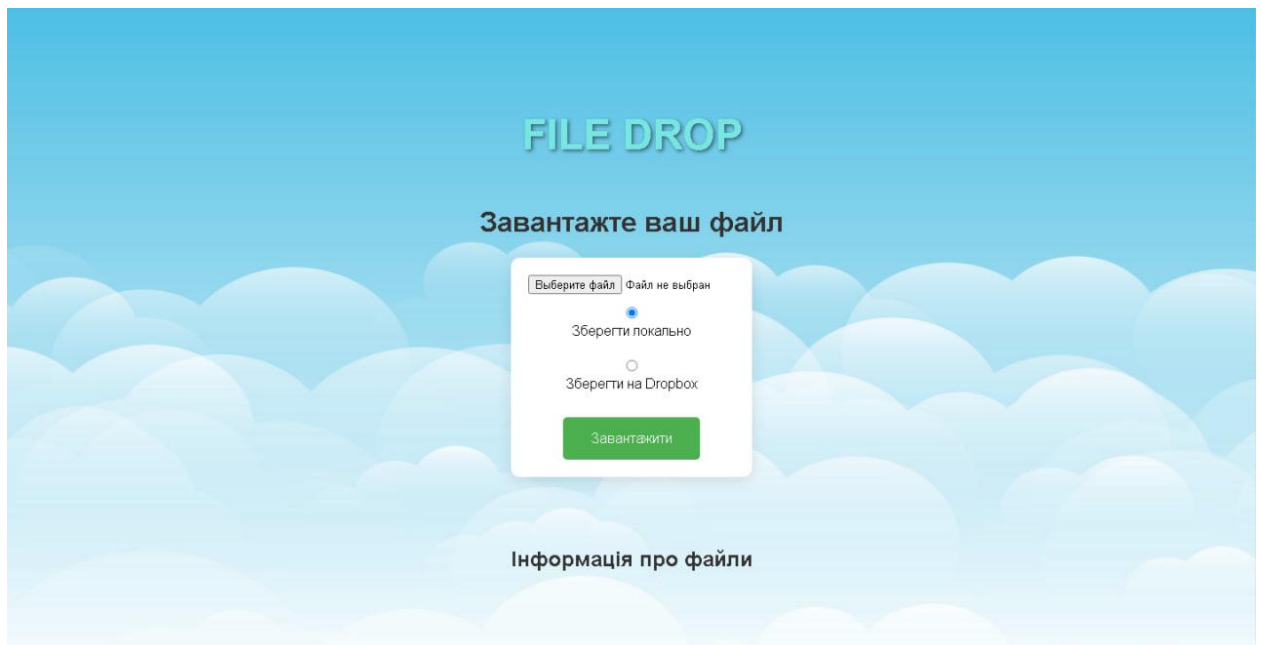 FILE DROP
Завантажте ваш файл
Выберите файл Файл не выбран
Зберегти локально
Зберегти на Dropbox
Завантажити
Інформація про файли